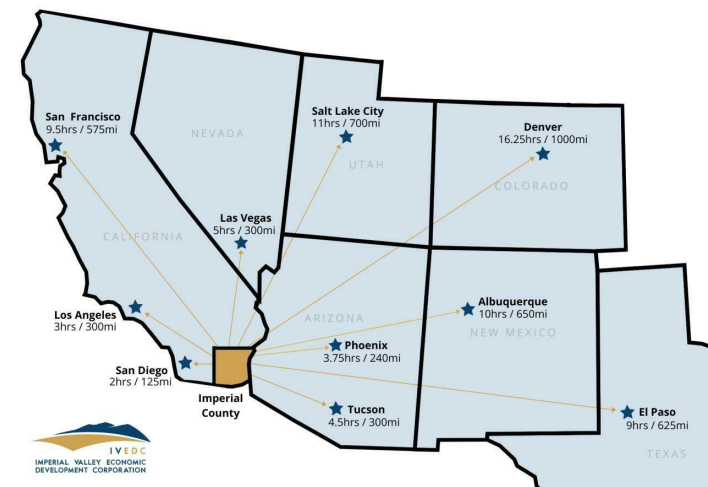 San Francisco
9.5hrs / 575mi
NEVADA
Salt Lake City
11hrs / 700mi
UTAH
Denver
16.25hrs / 1000mi
COLORADO
CALIFORNIA
Las Vegas
5hrs / 300mi
Los Angeles
3hrs / 300mi
ARIZONA
Albuquerque
10hrs / 650mi
NEW MEXICO
Phoenix
3.75hrs / 240mi
San Diego
2hrs / 125mi
Imperial
County
Tucson
4.5hrs / 300mi
El Paso
9hrs / 625mi
TEXAS
IVEDC
IMPERIAL VALLEY ECONOMIC
DEVELOPMENT CORPORATION